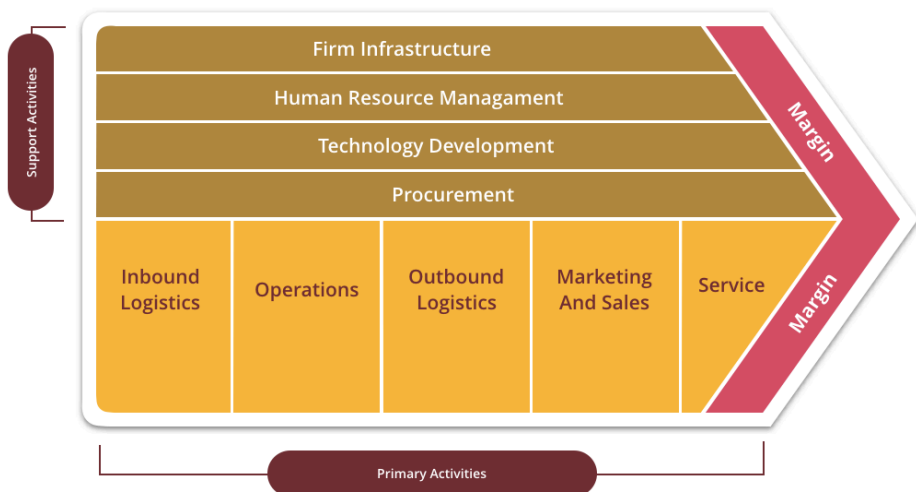 Support Activities
Firm Infrastructure
Human Resource Managament
Technology Development
Procurement
Inbound
Logistics
Operations
Outbound
Logistics
Marketing
And Sales
Service
Margin
Margin
Primary Activities